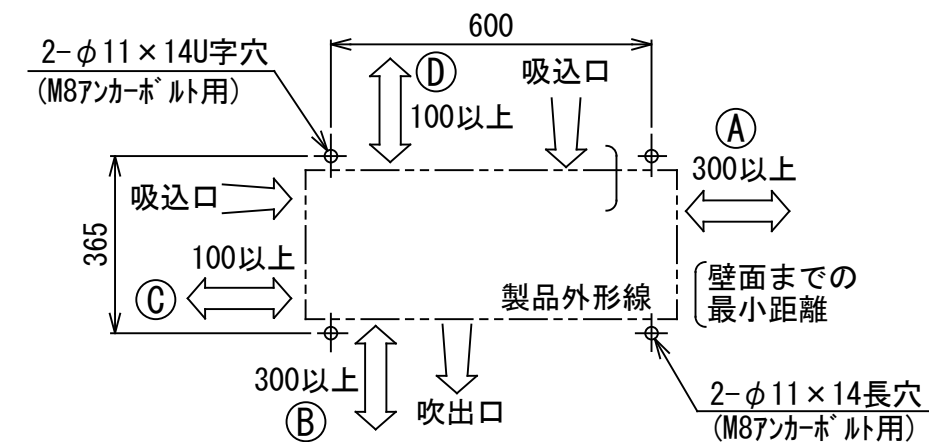 600
2-φ11×14U字穴
(M8アンカーボルト用)
Ⓓ
吸込口
100以上
Ⓐ
300以上
吸込口
365
100以上
Ⓒ
製品外形線
壁面までの
最小距離
300以上
Ⓑ
吹出口
2-φ11×14長穴
(M8アンカーボルト用)